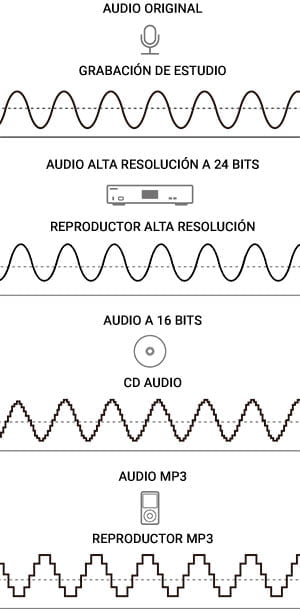 AUDIO ORIGINAL
GRABACIÓN DE ESTUDIO
AUDIO ALTA RESOLUCIÓN A 24 BITS
REPRODUCTOR ALTA RESOLUCIÓN
AUDIO A 16 BITS
CD AUDIO
AUDIO MP3
REPRODUCTOR MP3